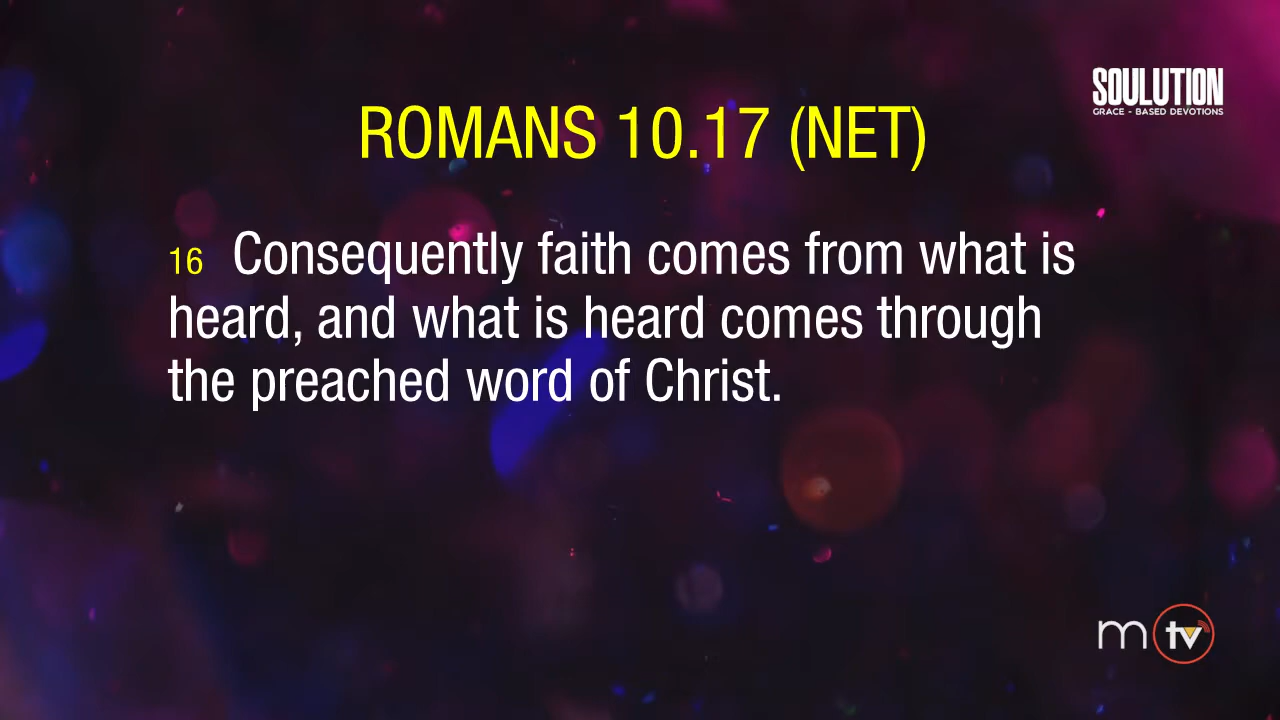 SOULUTION
GRACE - BASED DEVOTIONS
ROMANS 10.17 (NET)
16 Consequently faith comes from what is
heard, and what is heard comes through
the preached word of Christ.
m tv